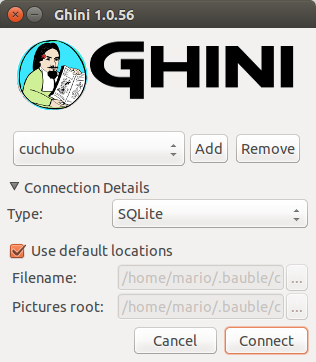 Ghini 1.0.56
GHINI
cuchubo
Add
Remove
Connection Details
Type:
SQLite
Use default locations
Filename:
/home/mario/.bauble/c
...
Pictures root:
/home/mario/.bauble/c
...
Cancel
Connect